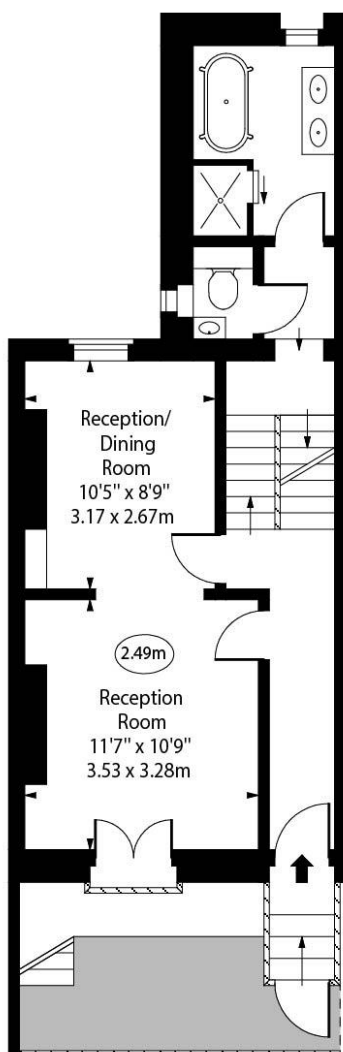 Reception/
Dining
Room
10'5" x 8'9"
3.17 x 2.67m
2.49m
Reception
Room
11'7" x 10'9"
3.53 x 3.28m